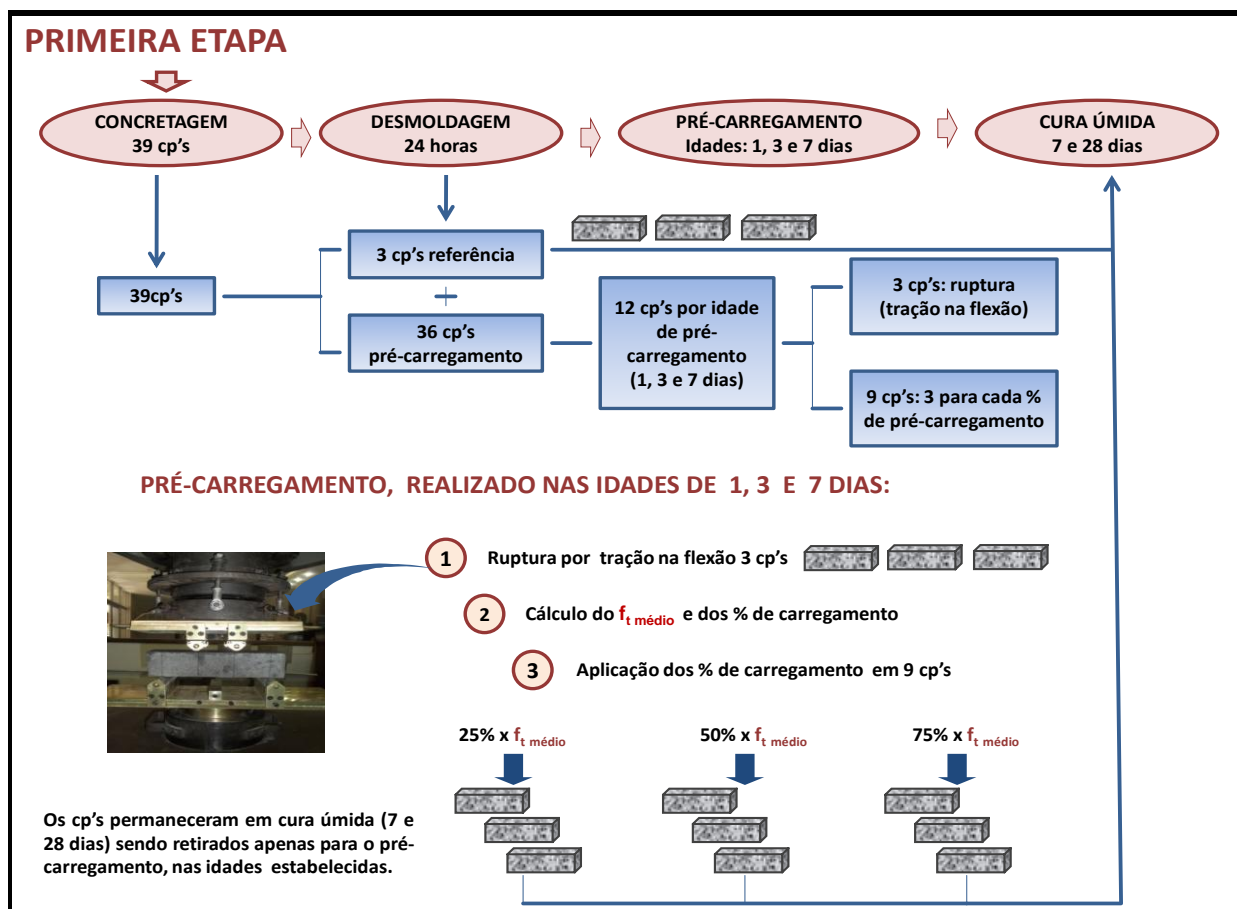 PRIMEIRA ETAPA
CONCRETAGEM
39 cp's
DESMOLDAGEM
24 horas
PRÉ-CARREGAMENTO
Idades: 1, 3 e 7 dias
CURA ÚMIDA
7 e 28 dias
39cp's
3 cp's referência
36 cp's
pré-carregamento
12 cp's por idade
de pré-
carregamento
(1, 3 e 7 dias)
3 cp's: ruptura
(tração na flexão)
9 cp's: 3 para cada %
de pré-carregamento
PRÉ-CARREGAMENTO, REALIZADO NAS IDADES DE 1, 3 E 7 DIAS:
1 Ruptura por tração na flexão 3 cp's
2 Cálculo do ft médio e dos % de carregamento
3 Aplicação dos % de carregamento em 9 cp's
25% x ft médio
50% x ft médio
75% x ft médio
Os cp's permaneceram em cura úmida (7 e
28 dias) sendo retirados apenas para o pré-
carregamento, nas idades estabelecidas.